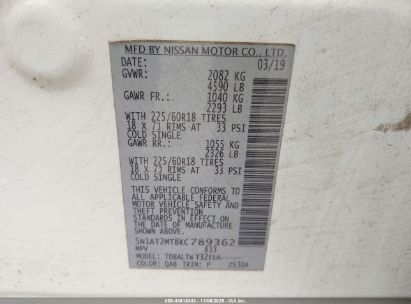 MFD BY NISSAN MOTOR CO., LTD.
DATE: 03/19
GVWR: 2082 KG
4590 LB
GAWR FR.: 1040 KG
2293 LB
WITH 225/60R18 TIRES
18 X 7J RIMS AT 33 PSI
COLD SINGLE
GAWR RR.: 1055 KG
2326 LB
WITH 225/60R18 TIRES
18 X 7J RIMS AT 33 PSI
COLD SINGLE
THIS VEHICLE CONFORMS TO
ALL APPLICABLE FEDERAL
MOTOR VEHICLE SAFETY AND
STANDARDS IN EFFECT ON
THE DATE OF MANUFACTURE
SHOWN ABOVE.
5N1AT2MT8KC789362
MPV 833
MODEL:
COLOR: QAB TRIM: P 2530A